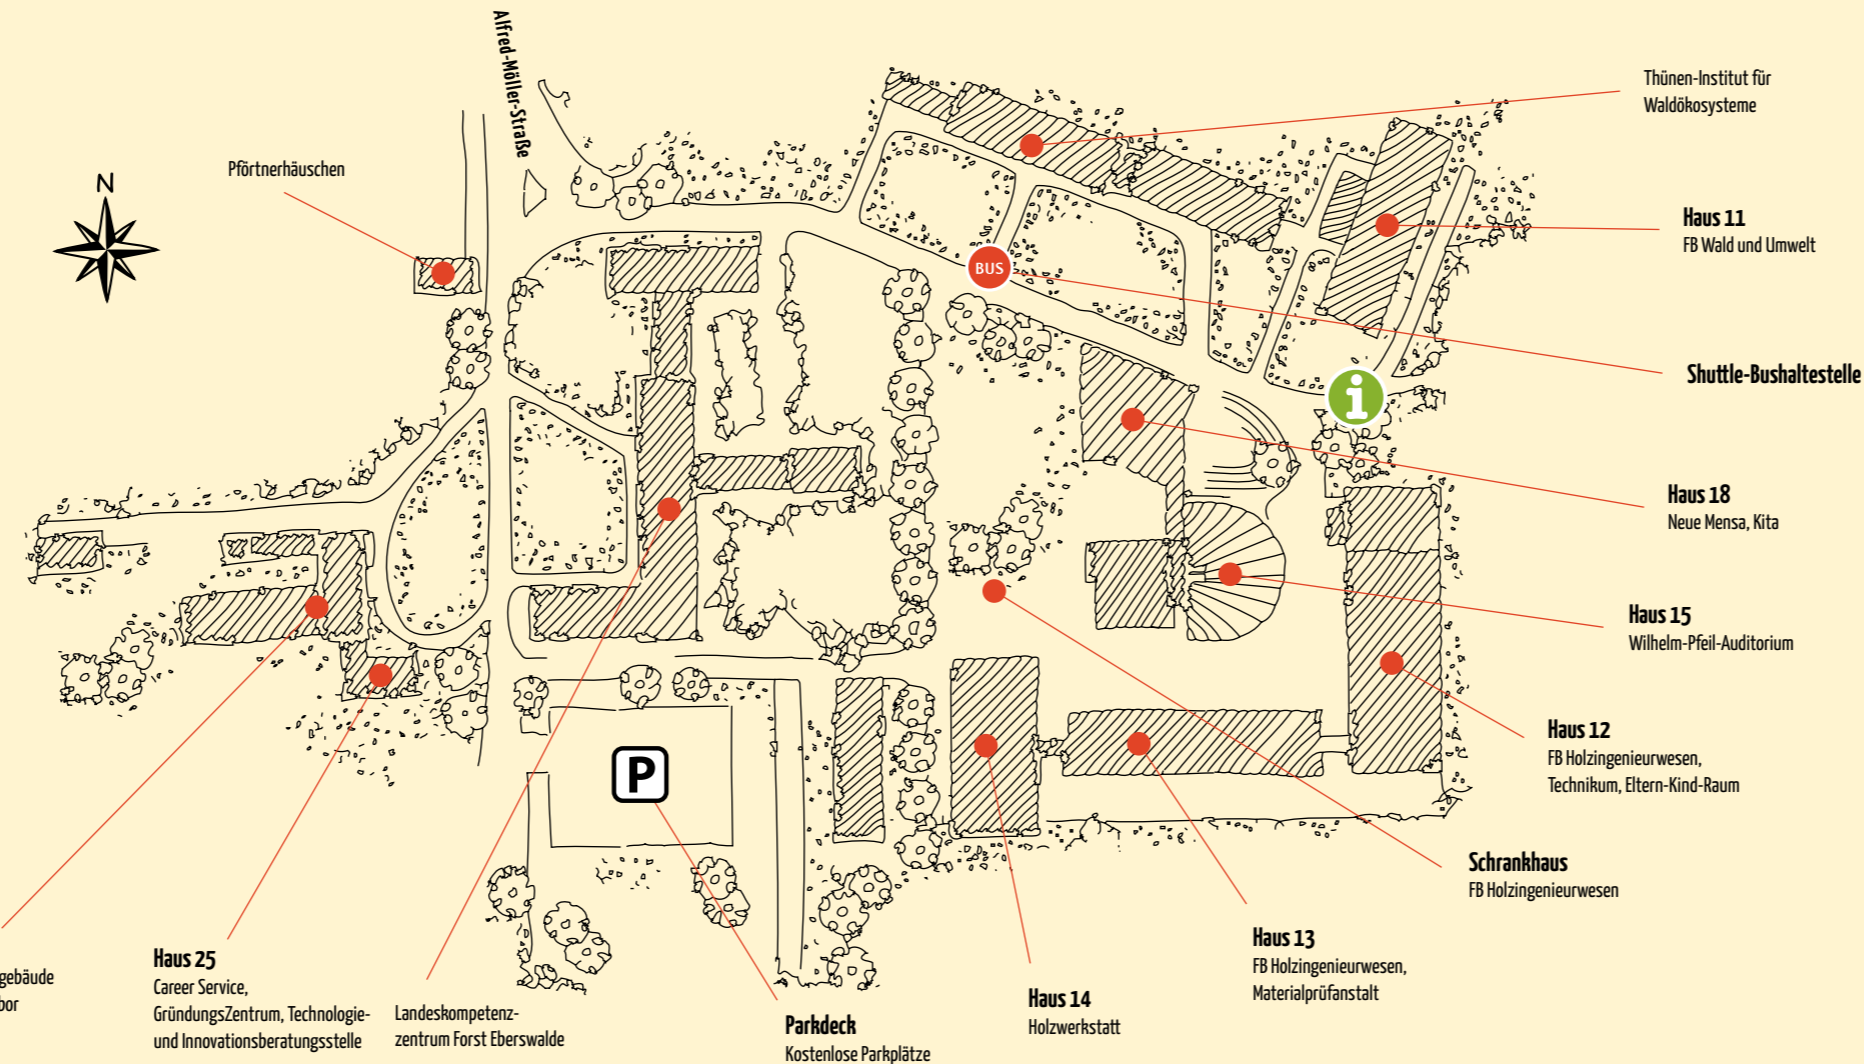 Alfred-Möller-Straße
Thünen-Institut für
Waldökosysteme
Pförtnerhäuschen
N
Haus 11
FB Wald und Umwelt
BUS
Shuttle-Bushaltestelle
i
Haus 18
Neue Mensa, Kita
Haus 15
Wilhelm-Pfeil-Auditorium
Haus 12
FB Holzingenieurwesen,
Technikum, Eltern-Kind-Raum
P
Schrankhaus
FB Holzingenieurwesen
Haus 13
FB Holzingenieurwesen,
Materialprüfanstalt
gebäude
bor
Haus 25
Career Service,
GründungsZentrum, Technologie-
und Innovationsberatungsstelle
Landeskompetenz-
zentrum Forst Eberswalde
Haus 14
Holzwerkstatt
Parkdeck
Kostenlose Parkplätze